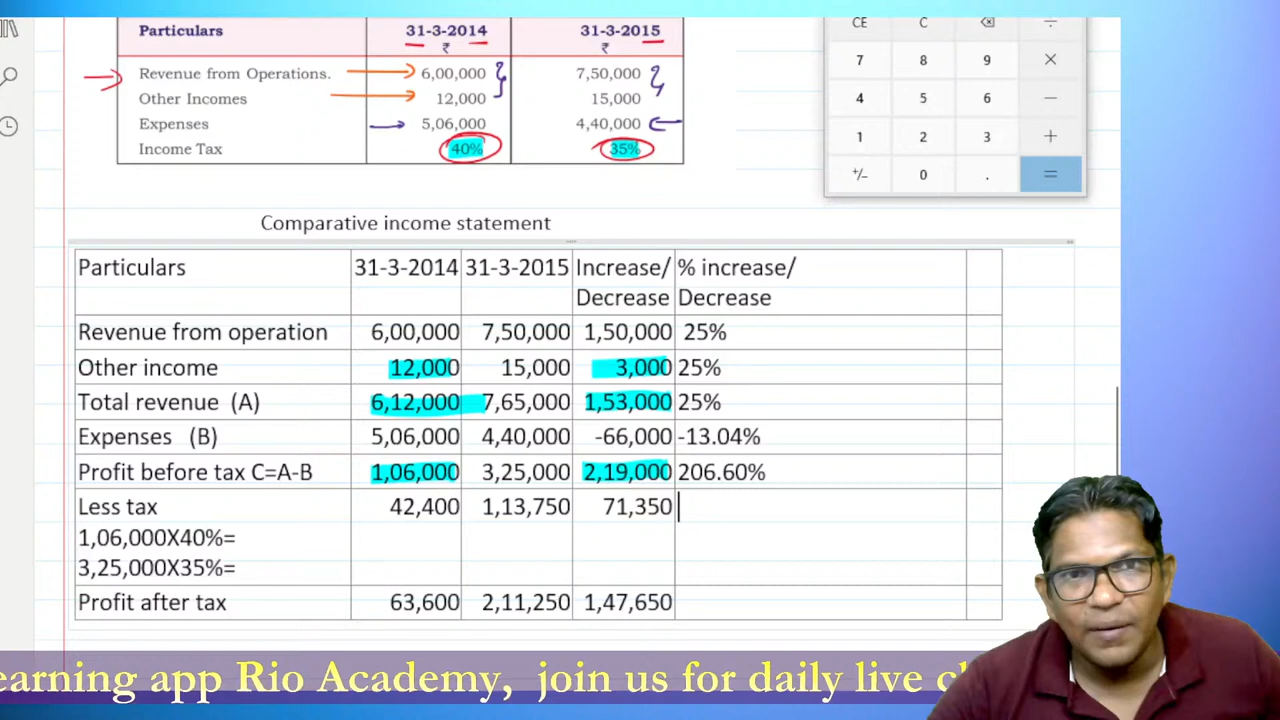 Particulars 31-3-2014 31-3-2015
₹ ₹
Revenue from Operations. 6,00,000 7,50,000
Other Incomes 12,000 15,000
Expenses 5,06,000 4,40,000
Income Tax 40% 35%
CE C ⌫ ÷
7 8 9 ×
4 5 6 −
1 2 3 +
+/− 0 . =
Comparative income statement
Particulars 31-3-2014 31-3-2015 Increase/ % increase/
Decrease Decrease
Revenue from operation 6,00,000 7,50,000 1,50,000 25%
Other income 12,000 15,000 3,000 25%
Total revenue (A) 6,12,000 7,65,000 1,53,000 25%
Expenses (B) 5,06,000 4,40,000 -66,000 -13.04%
Profit before tax C=A-B 1,06,000 3,25,000 2,19,000 206.60%
Less tax 42,400 1,13,750 71,350
1,06,000X40%=
3,25,000X35%=
Profit after tax 63,600 2,11,250 1,47,650
earning app Rio Academy, join us for daily live c